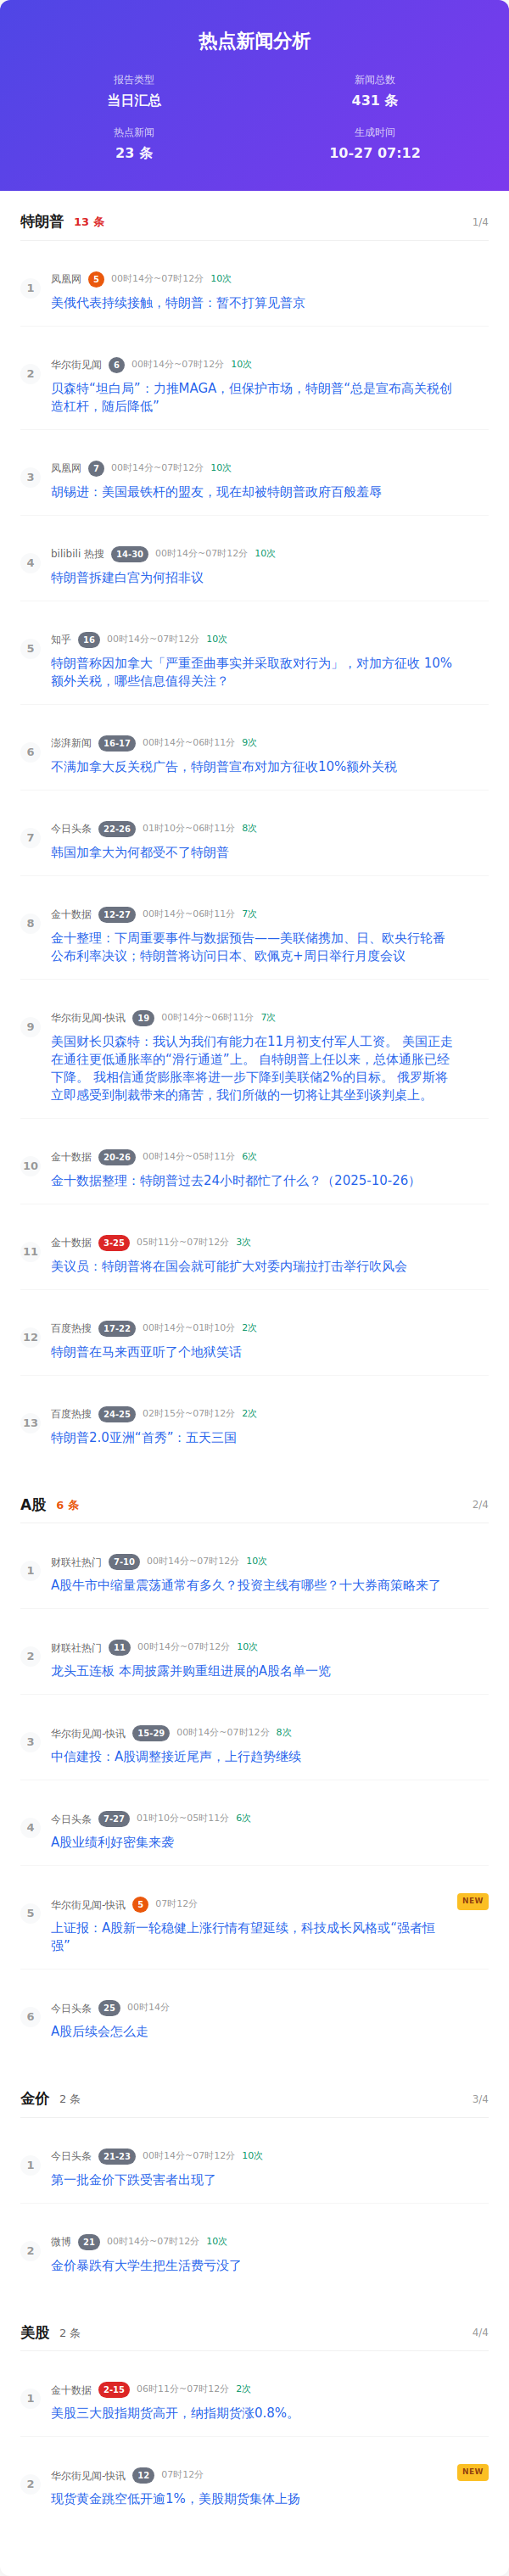 热点新闻分析
报告类型
新闻总数
当日汇总
431 条
热点新闻
生成时间
23 条
10-27 07:12
特朗普 13 条 1/4
1
凤凰网 5 00时14分~07时12分 10次
美俄代表持续接触，特朗普：暂不打算见普京
2
华尔街见闻 6 00时14分~07时12分 10次
贝森特“坦白局”：力推MAGA，但保护市场，特朗普“总是宣布高关税创
造杠杆，随后降低”
3
凤凰网 7 00时14分~07时12分 10次
胡锡进：美国最铁杆的盟友，现在却被特朗普政府百般羞辱
4
bilibili 热搜 14-30 00时14分~07时12分 10次
特朗普拆建白宫为何招非议
5
知乎 16 00时14分~07时12分 10次
特朗普称因加拿大「严重歪曲事实并采取敌对行为」，对加方征收 10%
额外关税，哪些信息值得关注？
6
澎湃新闻 16-17 00时14分~06时11分 9次
不满加拿大反关税广告，特朗普宣布对加方征收10%额外关税
7
今日头条 22-26 01时10分~06时11分 8次
韩国加拿大为何都受不了特朗普
8
金十数据 12-27 00时14分~06时11分 7次
金十整理：下周重要事件与数据预告——美联储携加、日、欧央行轮番
公布利率决议；特朗普将访问日本、欧佩克+周日举行月度会议
9
华尔街见闻-快讯 19 00时14分~06时11分 7次
美国财长贝森特：我认为我们有能力在11月初支付军人工资。 美国正走
在通往更低通胀率的“滑行通道”上。 自特朗普上任以来，总体通胀已经
下降。 我相信通货膨胀率将进一步下降到美联储2%的目标。 俄罗斯将
立即感受到制裁带来的痛苦，我们所做的一切将让其坐到谈判桌上。
10
金十数据 20-26 00时14分~05时11分 6次
金十数据整理：特朗普过去24小时都忙了什么？（2025-10-26）
11
金十数据 3-25 05时11分~07时12分 3次
美议员：特朗普将在国会就可能扩大对委内瑞拉打击举行吹风会
12
百度热搜 17-22 00时14分~01时10分 2次
特朗普在马来西亚听了个地狱笑话
13
百度热搜 24-25 02时15分~07时12分 2次
特朗普2.0亚洲“首秀”：五天三国
A股 6 条 2/4
1
财联社热门 7-10 00时14分~07时12分 10次
A股牛市中缩量震荡通常有多久？投资主线有哪些？十大券商策略来了
2
财联社热门 11 00时14分~07时12分 10次
龙头五连板 本周披露并购重组进展的A股名单一览
3
华尔街见闻-快讯 15-29 00时14分~07时12分 8次
中信建投：A股调整接近尾声，上行趋势继续
4
今日头条 7-27 01时10分~05时11分 6次
A股业绩利好密集来袭
5
华尔街见闻-快讯 5 07时12分 NEW
上证报：A股新一轮稳健上涨行情有望延续，科技成长风格或“强者恒
强”
6
今日头条 25 00时14分
A股后续会怎么走
金价 2 条 3/4
1
今日头条 21-23 00时14分~07时12分 10次
第一批金价下跌受害者出现了
2
微博 21 00时14分~07时12分 10次
金价暴跌有大学生把生活费亏没了
美股 2 条 4/4
1
金十数据 2-15 06时11分~07时12分 2次
美股三大股指期货高开，纳指期货涨0.8%。
2
华尔街见闻-快讯 12 07时12分 NEW
现货黄金跳空低开逾1%，美股期货集体上扬